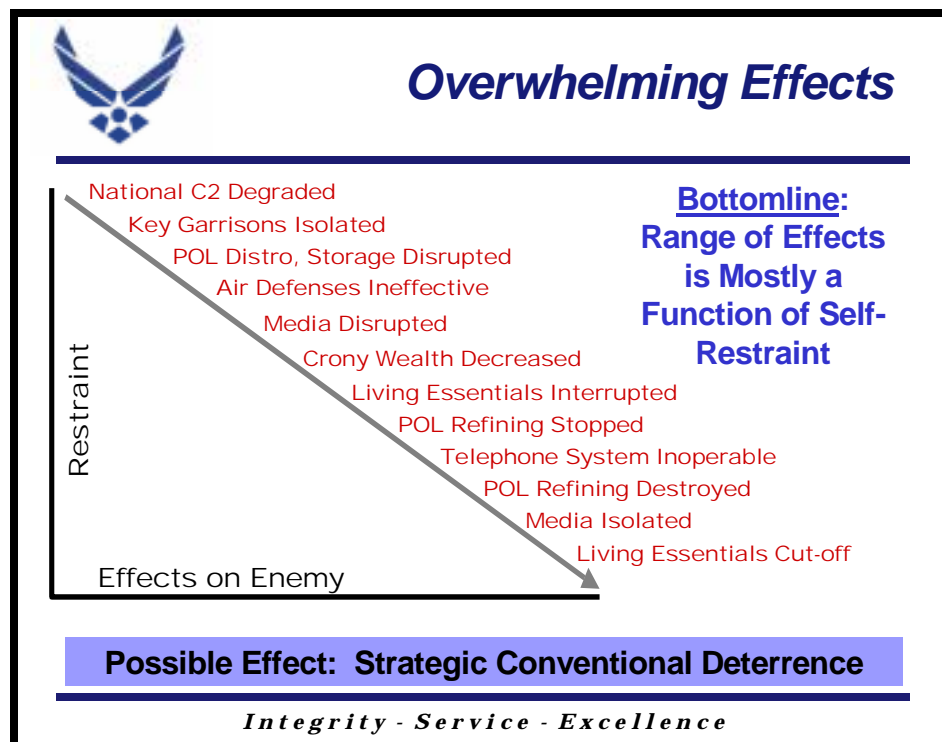 Overwhelming Effects
National C2 Degraded
Key Garrisons Isolated
POL Distro, Storage Disrupted
Air Defenses Ineffective
Media Disrupted
Crony Wealth Decreased
Living Essentials Interrupted
POL Refining Stopped
Telephone System Inoperable
POL Refining Destroyed
Media Isolated
Living Essentials Cut-off
Restraint
Effects on Enemy
Bottomline:
Range of Effects
is Mostly a
Function of Self-
Restraint
Possible Effect: Strategic Conventional Deterrence
Integrity - Service - Excellence